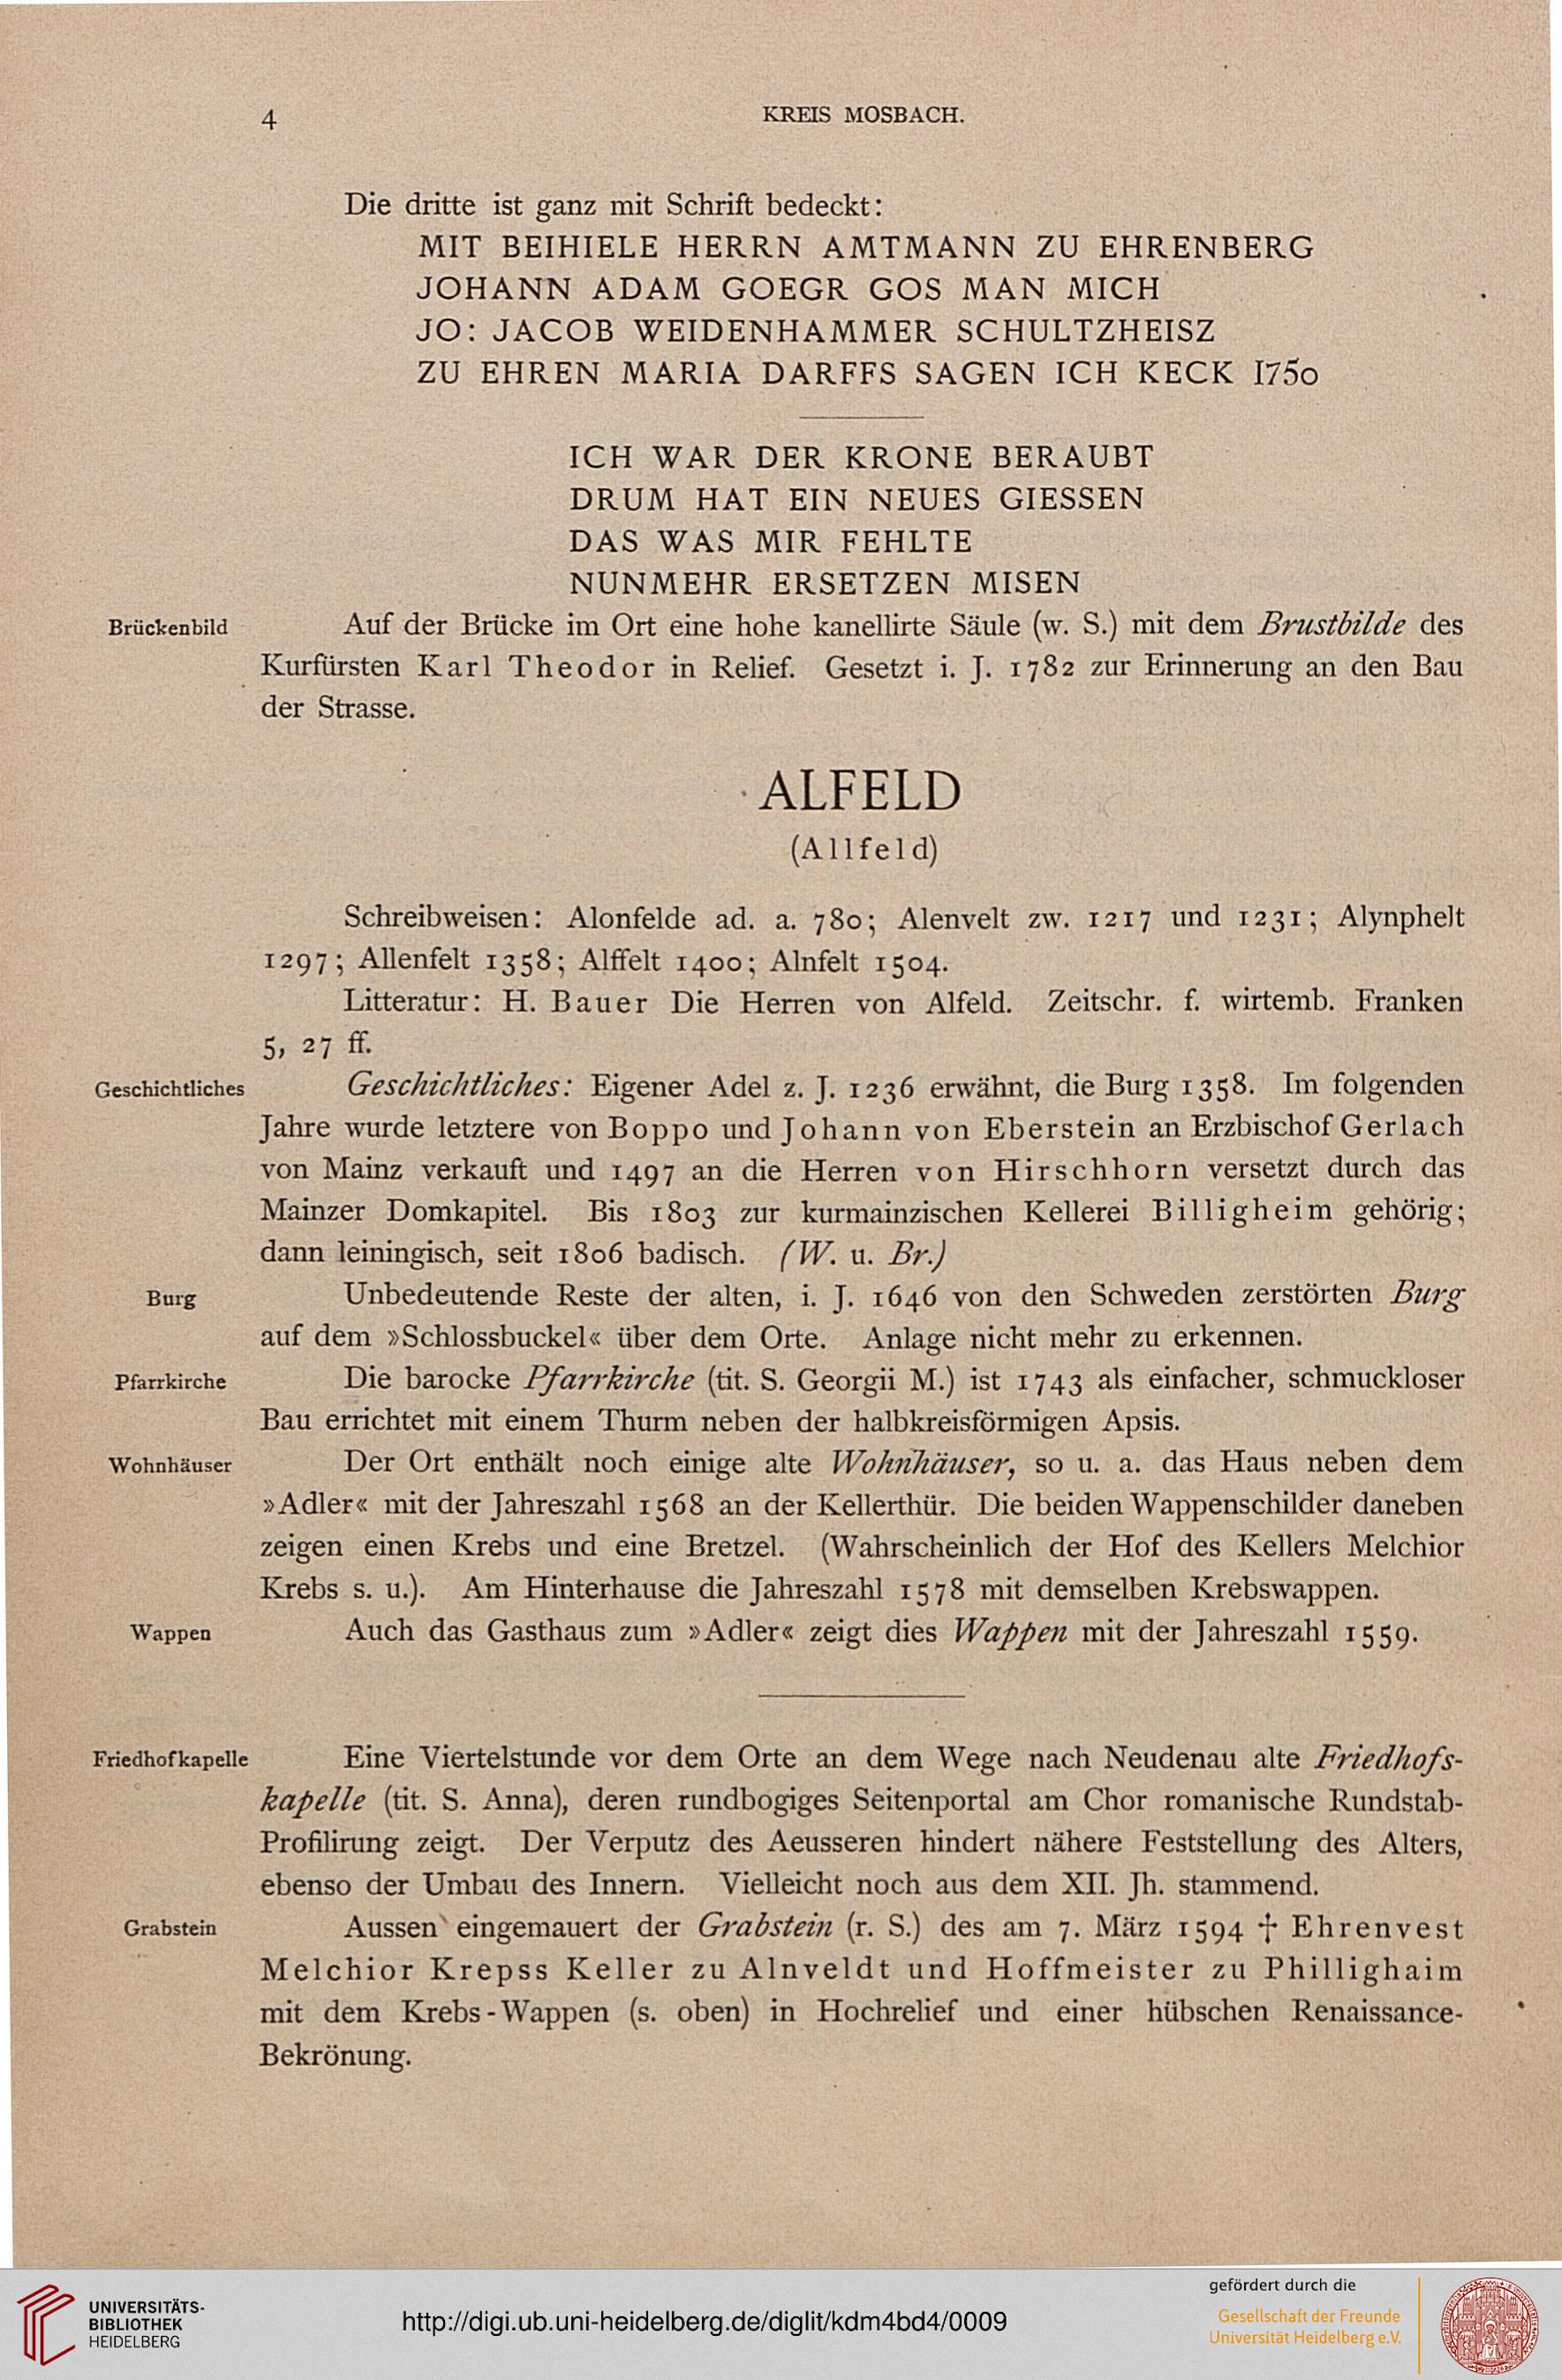 4
KREIS MOSBACH.
Die dritte ist ganz mit Schrift bedeckt:
MIT BEIHIELE HERRN AMTMANN ZU EHRENBERG
JOHANN ADAM GOEGR GOS MAN MICH
JO: JACOB WEIDENHAMMER SCHULTZHEISZ
ZU EHREN MARIA DARFFS SAGEN ICH KECK 1750
ICH WAR DER KRONE BERAUBT
DRUM HAT EIN NEUES GIESSEN
DAS WAS MIR FEHLTE
NUNMEHR ERSETZEN MISEN
Brückenbild
Auf der Brücke im Ort eine hohe kanellirte Säule (w. S.) mit dem Brustbilde des
Kurfürsten Karl Theodor in Relief. Gesetzt i. J. 1782 zur Erinnerung an den Bau
der Strasse.
ALFELD
(Allfeld)
Schreibweisen: Alonfelde ad. a. 780; Alenvelt zw. 1217 und 1231; Alynphelt
1297; Allenfelt 1358; Alffelt 1400; Alnfelt 1504.
Litteratur: H. Bauer Die Herren von Alfeld. Zeitschr. f. wirtemb. Franken
5, 27 ff.
Geschichtliches
Geschichtliches: Eigener Adel z. J. 1236 erwähnt, die Burg 1358. Im folgenden
Jahre wurde letztere von Boppo und Johann von Eberstein an Erzbischof Gerlach
von Mainz verkauft und 1497 an die Herren von Hirschhorn versetzt durch das
Mainzer Domkapitel. Bis 1803 zur kurmainzischen Kellerei Billigheim gehörig;
dann leiningisch, seit 1806 badisch. (W. u. Br.)
Burg
Unbedeutende Reste der alten, i. J. 1646 von den Schweden zerstörten Burg
auf dem »Schlossbuckel« über dem Orte. Anlage nicht mehr zu erkennen.
Pfarrkirche
Die barocke Pfarrkirche (tit. S. Georgii M.) ist 1743 als einfacher, schmuckloser
Bau errichtet mit einem Thurm neben der halbkreisförmigen Apsis.
Wohnhäuser
Der Ort enthält noch einige alte Wohnhäuser, so u. a. das Haus neben dem
»Adler« mit der Jahreszahl 1568 an der Kellerthür. Die beiden Wappenschilder daneben
zeigen einen Krebs und eine Bretzel. (Wahrscheinlich der Hof des Kellers Melchior
Krebs s. u.). Am Hinterhause die Jahreszahl 1578 mit demselben Krebswappen.
Wappen
Auch das Gasthaus zum »Adler« zeigt dies Wappen mit der Jahreszahl 1559.
Friedhofkapelle
Eine Viertelstunde vor dem Orte an dem Wege nach Neudenau alte Friedhofs-
kapelle (tit. S. Anna), deren rundbogiges Seitenportal am Chor romanische Rundstab-
Profilirung zeigt. Der Verputz des Aeusseren hindert nähere Feststellung des Alters,
ebenso der Umbau des Innern. Vielleicht noch aus dem XII. Jh. stammend.
Grabstein
Aussen eingemauert der Grabstein (r. S.) des am 7. März 1594 † Ehrenvest
Melchior Krepss Keller zu Alnveldt und Hoffmeister zu Phillighaim
mit dem Krebs-Wappen (s. oben) in Hochrelief und einer hübschen Renaissance-
Bekrönung.
UNIVERSITÄTS-
BIBLIOTHEK
HEIDELBERG
http://digi.ub.uni-heidelberg.de/diglit/kdm4bd4/0009
gefördert durch die
Gesellschaft der Freunde
Universität Heidelberg e.V.